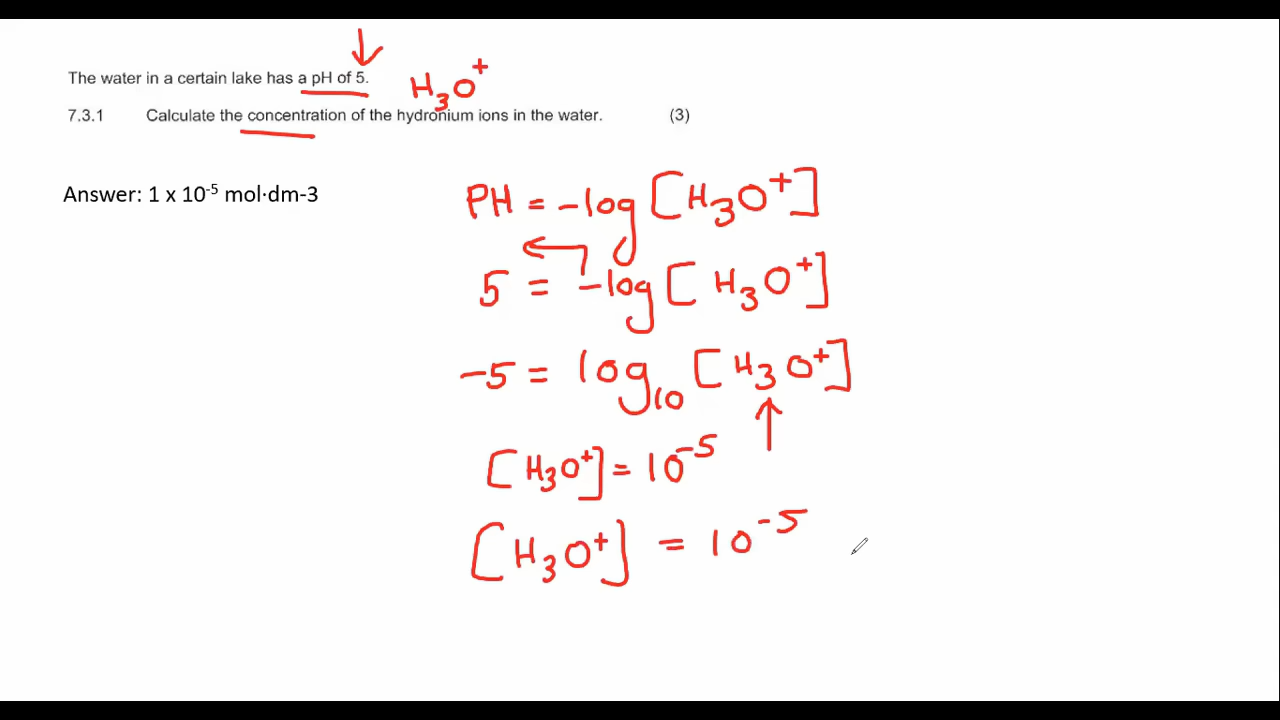 The water in a certain lake has a pH of 5.
H₃O⁺
7.3.1 Calculate the concentration of the hydronium ions in the water. (3)
Answer: 1 x 10⁻⁵ mol·dm-3
PH = -log [H₃O⁺]
5 = -log [H₃O⁺]
-5 = log₁₀ [H₃O⁺]
[H₃O⁺] = 10⁻⁵
[H₃O⁺] = 10⁻⁵